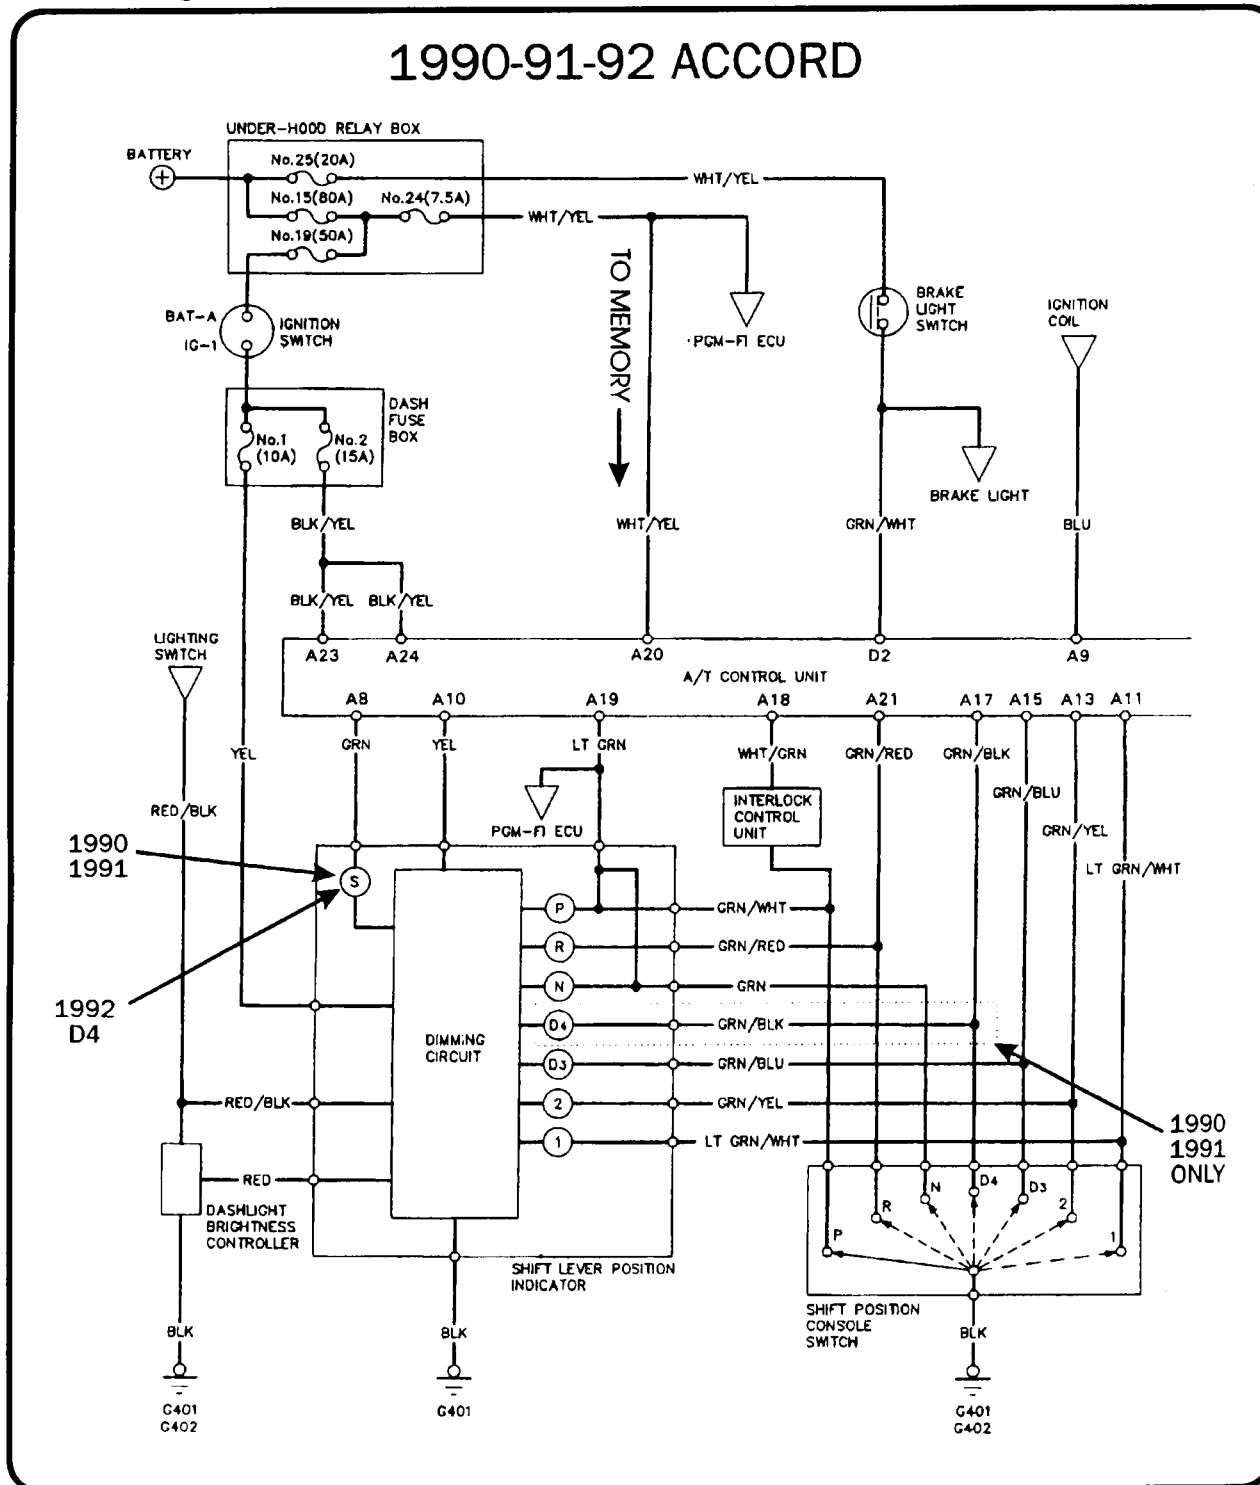 1990-91-92 ACCORD
UNDER-HOOD RELAY BOX
BATTERY
No.25(20A)
No.15(80A)
No.24(7.5A)
No.19(50A)
WHT/YEL
WHT/YEL
TO MEMORY
BAT-A
IG-1
IGNITION
SWITCH
PGM-FI ECU
BRAKE
LIGHT
SWITCH
IGNITION
COIL
DASH
FUSE
BOX
No.1
(10A)
No.2
(15A)
BRAKE LIGHT
BLK/YEL
WHT/YEL
GRN/WHT
BLU
BLK/YEL
BLK/YEL
LIGHTING
SWITCH
A23
A24
A20
D2
A9
A/T CONTROL UNIT
A8
A10
A19
A18
A21
A17
A15
A13
A11
YEL
GRN
YEL
LT GRN
WHT/GRN
GRN/RED
GRN/BLK
GRN/BLU
GRN/YEL
LT GRN/WHT
RED/BLK
PGM-FI ECU
INTERLOCK
CONTROL
UNIT
1990
1991
S
P
GRN/WHT
R
GRN/RED
N
GRN
1992
D4
DIMMING
CIRCUIT
D4
GRN/BLK
D3
GRN/BLU
RED/BLK
2
GRN/YEL
1
LT GRN/WHT
1990
1991
ONLY
RED
DASHLIGHT
BRIGHTNESS
CONTROLLER
P
R
N
D4
D3
2
1
SHIFT LEVER POSITION
INDICATOR
SHIFT POSITION
CONSOLE
SWITCH
BLK
BLK
BLK
G401
G402
G401
G401
G402